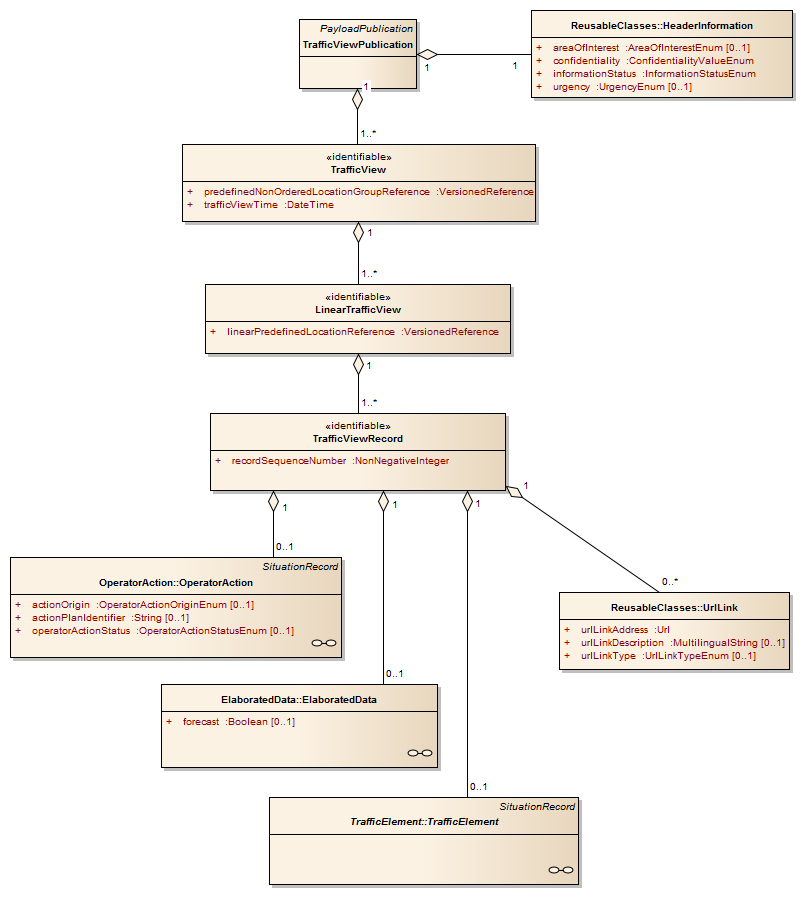 PayloadPublication
TrafficViewPublication
ReusableClasses::HeaderInformation
+ areaOfInterest :AreaOfInterestEnum [0..1]
+ confidentiality :ConfidentialityValueEnum
+ informationStatus :InformationStatusEnum
+ urgency :UrgencyEnum [0..1]
1
1
1
1..*
«identifiable»
TrafficView
+ predefinedNonOrderedLocationGroupReference :VersionedReference
+ trafficViewTime :DateTime
1
1..*
«identifiable»
LinearTrafficView
+ linearPredefinedLocationReference :VersionedReference
1
1..*
«identifiable»
TrafficViewRecord
+ recordSequenceNumber :NonNegativeInteger
1
1
1
1
0..1
SituationRecord
OperatorAction::OperatorAction
+ actionOrigin :OperatorActionOriginEnum [0..1]
+ actionPlanIdentifier :String [0..1]
+ operatorActionStatus :OperatorActionStatusEnum [0..1]
0..*
ReusableClasses::UrlLink
+ urlLinkAddress :Url
+ urlLinkDescription :MultilingualString [0..1]
+ urlLinkType :UrlLinkTypeEnum [0..1]
0..1
ElaboratedData::ElaboratedData
+ forecast :Boolean [0..1]
0..1
SituationRecord
TrafficElement::TrafficElement